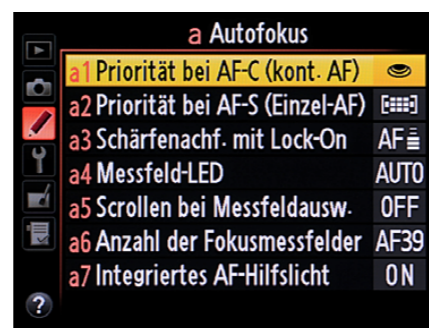 a Autofokus
a1 Priorität bei AF-C (kont. AF)
a2 Priorität bei AF-S (Einzel-AF)
a3 Schärfenachf. mit Lock-On AF
a4 Messfeld-LED AUTO
a5 Scrollen bei Messfeldausw. OFF
a6 Anzahl der Fokusmessfelder AF39
a7 Integriertes AF-Hilfslicht ON
?